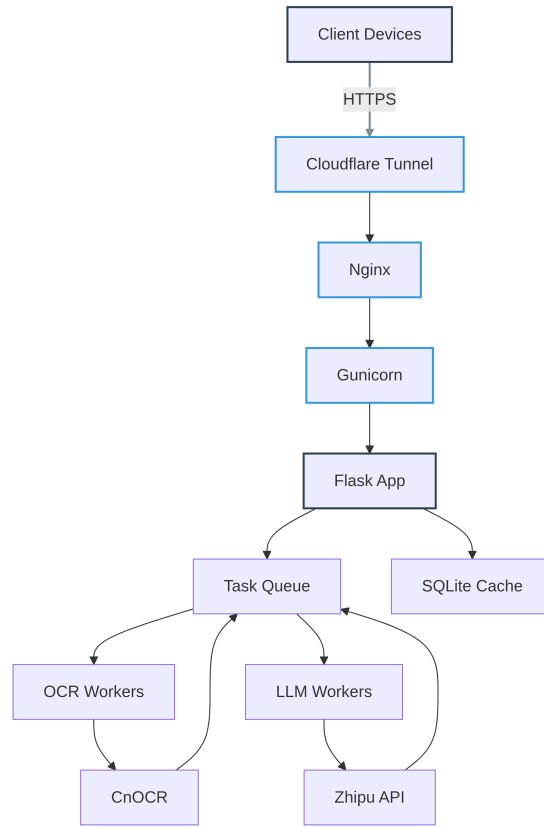 Client Devices
HTTPS
Cloudflare Tunnel
Nginx
Gunicorn
Flask App
Task Queue
SQLite Cache
OCR Workers
LLM Workers
CnOCR
Zhipu API